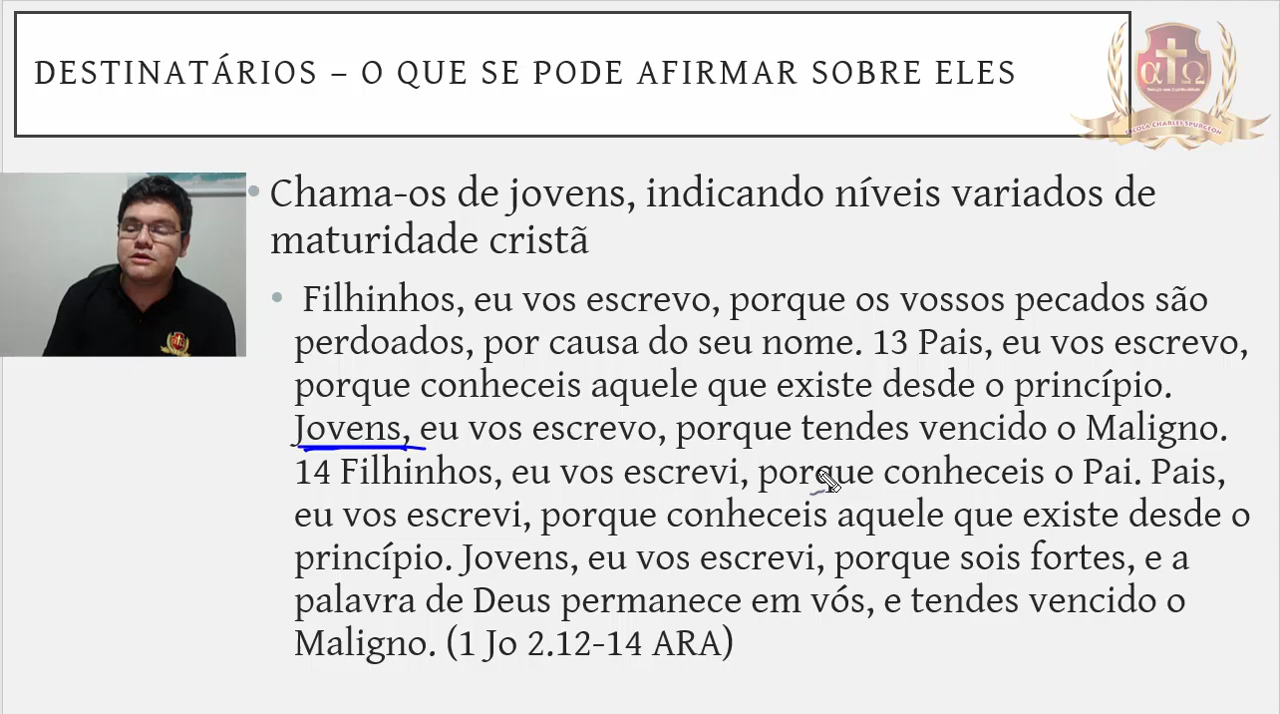 DESTINATÁRIOS – O QUE SE PODE AFIRMAR SOBRE ELES
α Ω
ESCOLA CHARLES SPURGEON
• Chama-os de jovens, indicando níveis variados de
maturidade cristã
• Filhinhos, eu vos escrevo, porque os vossos pecados são
perdoados, por causa do seu nome. 13 Pais, eu vos escrevo,
porque conheceis aquele que existe desde o princípio.
Jovens, eu vos escrevo, porque tendes vencido o Maligno.
14 Filhinhos, eu vos escrevi, porque conheceis o Pai. Pais,
eu vos escrevi, porque conheceis aquele que existe desde o
princípio. Jovens, eu vos escrevi, porque sois fortes, e a
palavra de Deus permanece em vós, e tendes vencido o
Maligno. (1 Jo 2.12-14 ARA)